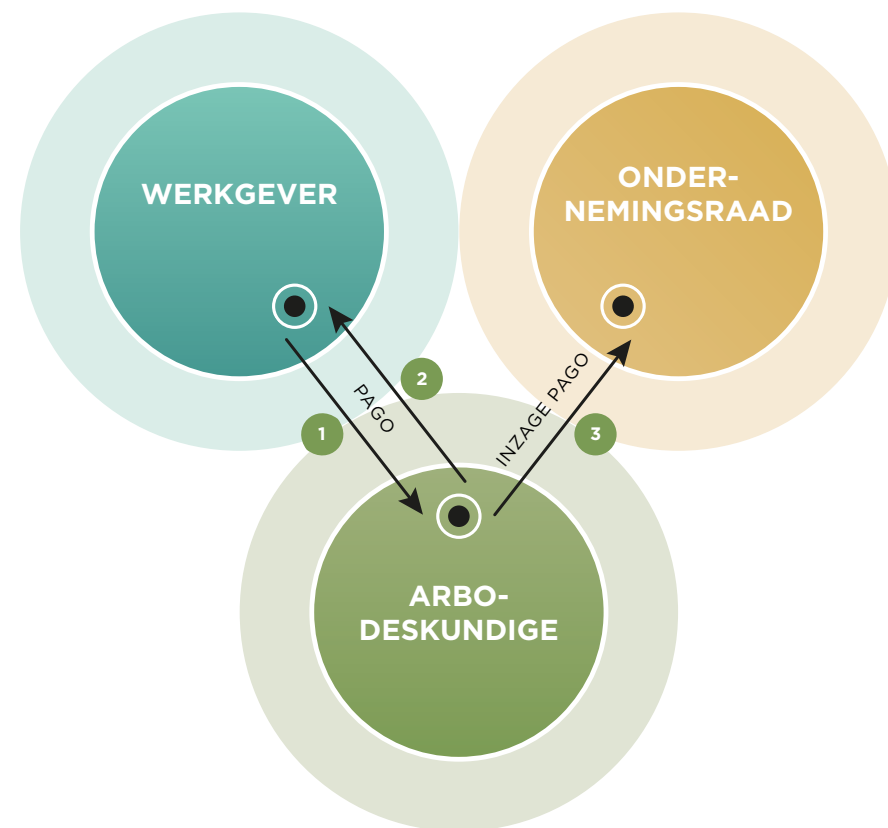 WERKGEVER
ONDER-
NEMINGSRAAD
2
PAGO
1
INZAGE PAGO
3
ARBO-
DESKUNDIGE